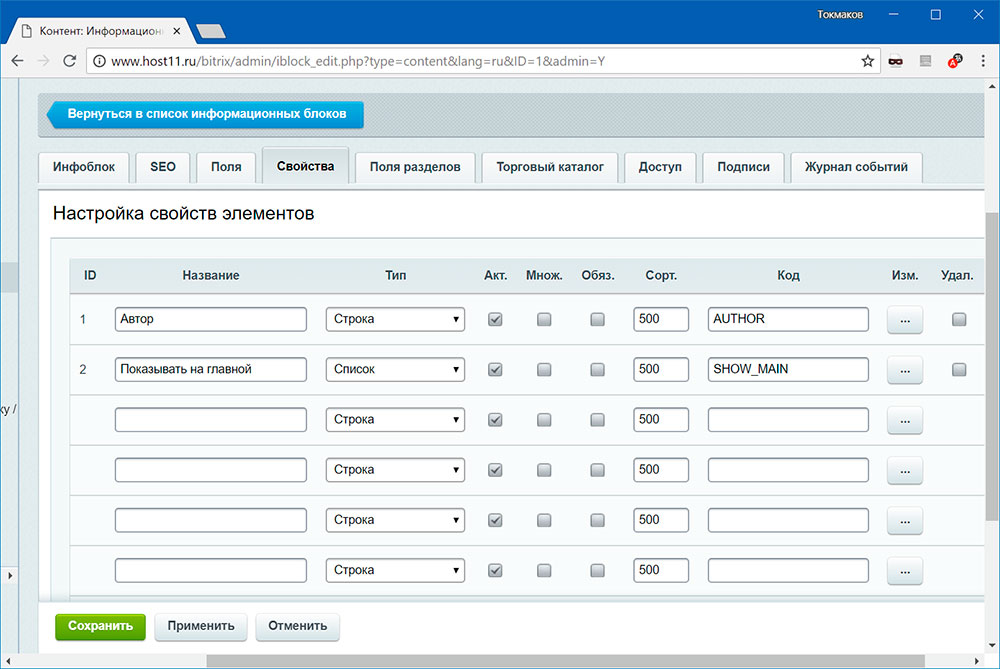 Токмаков
Контент: Информацион
www.host11.ru/bitrix/admin/iblock_edit.php?type=content&lang=ru&ID=1&admin=Y
Вернуться в список информационных блоков
Инфоблок SEO Поля Свойства Поля разделов Торговый каталог Доступ Подписи Журнал событий
Настройка свойств элементов
ID Название Тип Акт. Множ. Обяз. Сорт. Код Изм. Удал.
1 Автор Строка 500 AUTHOR ...
2 Показывать на главной Список 500 SHOW_MAIN ...
ку /
Строка 500 ...
Строка 500 ...
Строка 500 ...
Строка 500 ...
Сохранить Применить Отменить